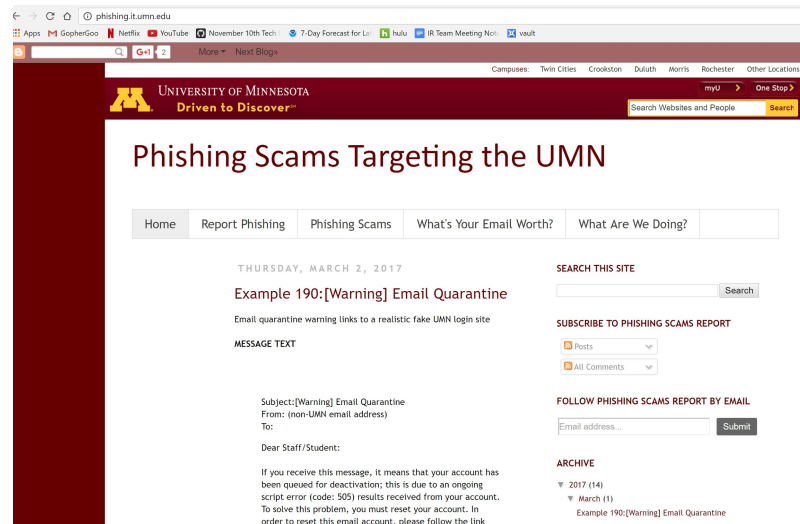 phishing.it.umn.edu
Apps GopherGoo Netflix YouTube November 10th Tech 7-Day Forecast for La hulu IR Team Meeting Not vault
G+1 2 More Next Blog»
Campuses: Twin Cities Crookston Duluth Morris Rochester Other Locations
UNIVERSITY OF MINNESOTA
Driven to Discover℠
myU One Stop
Search Websites and People Search
Phishing Scams Targeting the UMN
Home Report Phishing Phishing Scams What's Your Email Worth? What Are We Doing?
THURSDAY, MARCH 2, 2017
Example 190:[Warning] Email Quarantine
Email quarantine warning links to a realistic fake UMN login site
MESSAGE TEXT
Subject:[Warning] Email Quarantine
From: (non-UMN email address)
To:
Dear Staff/Student:
If you receive this message, it means that your account has
been queued for deactivation; this is due to an ongoing
script error (code: 505) results received from your account.
To solve this problem, you must reset your account. In
order to reset this email account, please follow the link
SEARCH THIS SITE
Search
SUBSCRIBE TO PHISHING SCAMS REPORT
Posts
All Comments
FOLLOW PHISHING SCAMS REPORT BY EMAIL
Email address... Submit
ARCHIVE
▼ 2017 (14)
▼ March (1)
Example 190:[Warning] Email Quarantine